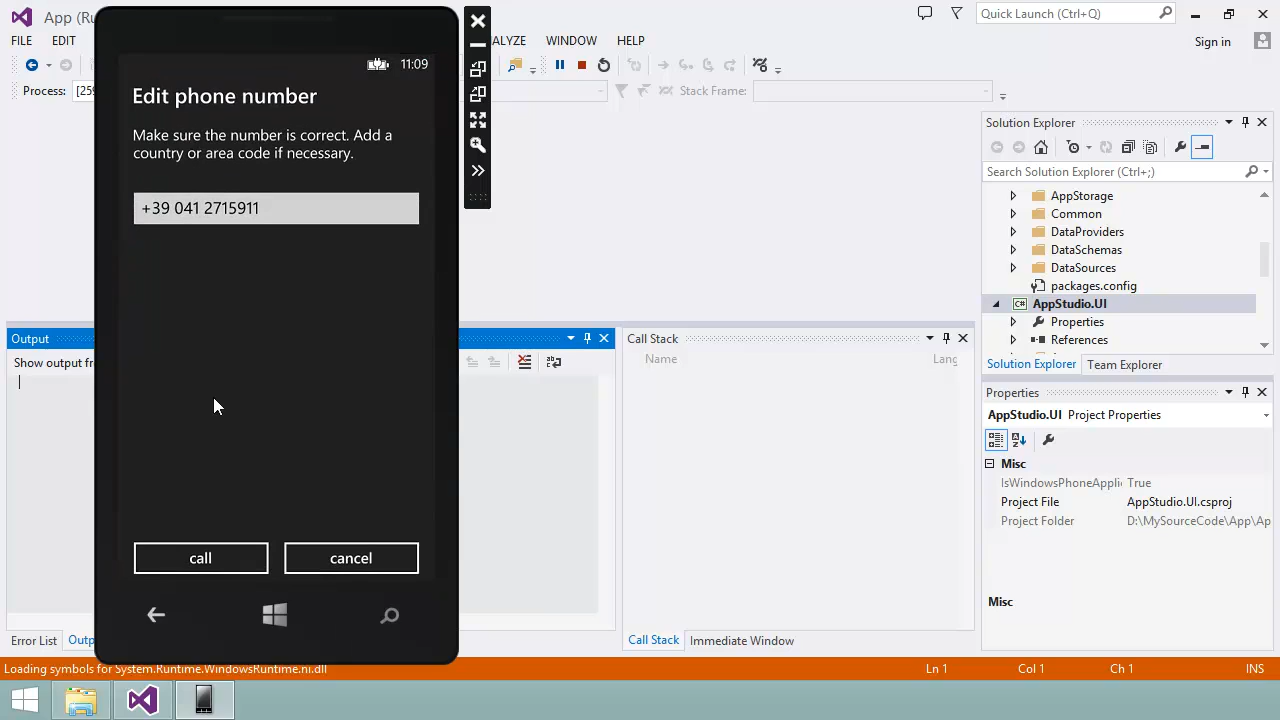 App (Ru
Quick Launch (Ctrl+Q)
FILE EDIT ALYZE WINDOW HELP
Sign in
Process: [259 Stack Frame:
11:09
Edit phone number
Make sure the number is correct. Add a
country or area code if necessary.
+39 041 2715911
call cancel
Output
Show output fr
Error List Outp
Call Stack
Name Lang
Call Stack Immediate Window
Solution Explorer
Search Solution Explorer (Ctrl+;)
AppStorage
Common
DataProviders
DataSchemas
DataSources
packages.config
C# AppStudio.UI
Properties
References
Solution Explorer Team Explorer
Properties
AppStudio.UI Project Properties
Misc
IsWindowsPhoneApplic True
Project File AppStudio.UI.csproj
Project Folder D:\MySourceCode\App\Ap
Misc
Loading symbols for System.Runtime.WindowsRuntime.ni.dll Ln 1 Col 1 Ch 1 INS